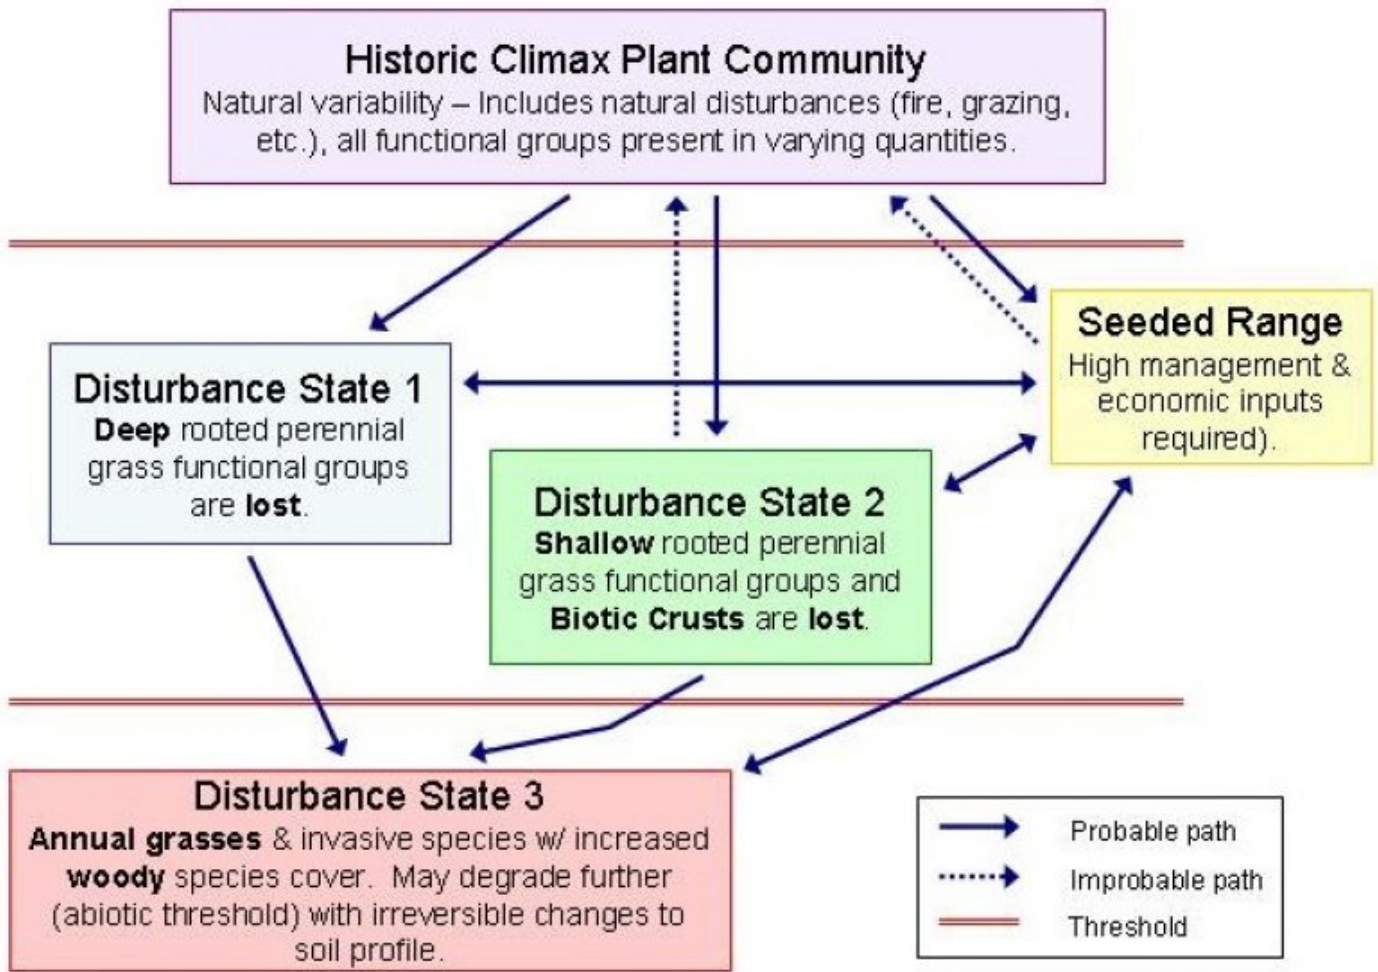 Historic Climax Plant Community
Natural variability – Includes natural disturbances (fire, grazing,
etc.), all functional groups present in varying quantities.
Seeded Range
High management &
economic inputs
required).
Disturbance State 1
Deep rooted perennial
grass functional groups
are lost.
Disturbance State 2
Shallow rooted perennial
grass functional groups and
Biotic Crusts are lost.
Disturbance State 3
Annual grasses & invasive species w/ increased
woody species cover.  May degrade further
(abiotic threshold) with irreversible changes to
soil profile.
Probable path
Improbable path
Threshold